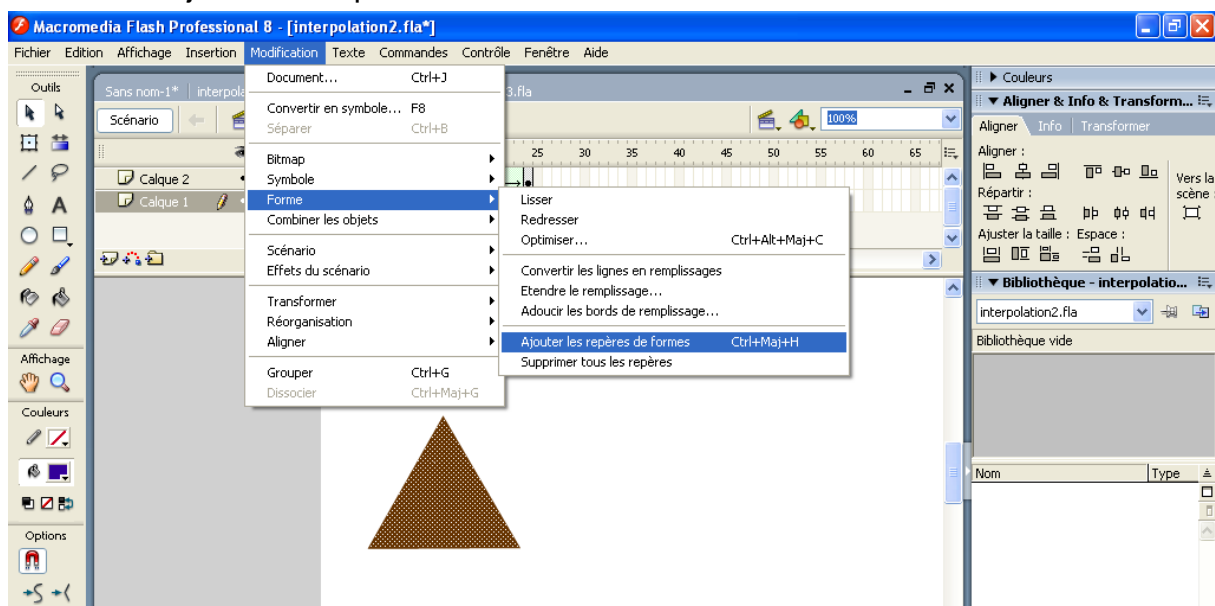 Macromedia Flash Professional 8 - [interpolation2.fla*]
Fichier Edition Affichage Insertion Modification Texte Commandes Contrôle Fenêtre Aide
Outils
Affichage
Couleurs
Options
Sans nom-1*
3.fla
Scénario
100%
25 30 35 40 45 50 55 60 65
Calque 2
Calque 1
Document... Ctrl+J
Convertir en symbole... F8
Séparer Ctrl+B
Bitmap
Symbole
Forme
Combiner les objets
Scénario
Effets du scénario
Transformer
Réorganisation
Aligner
Grouper Ctrl+G
Dissocier Ctrl+Maj+G
Lisser
Redresser
Optimiser... Ctrl+Alt+Maj+C
Convertir les lignes en remplissages
Etendre le remplissage...
Adoucir les bords de remplissage...
Ajouter les repères de formes Ctrl+Maj+H
Supprimer tous les repères
Couleurs
Aligner & Info & Transform...
Aligner Info Transformer
Aligner :
Vers la
scène :
Répartir :
Ajuster la taille : Espace :
Bibliothèque - interpolatio...
interpolation2.fla
Bibliothèque vide
Nom Type